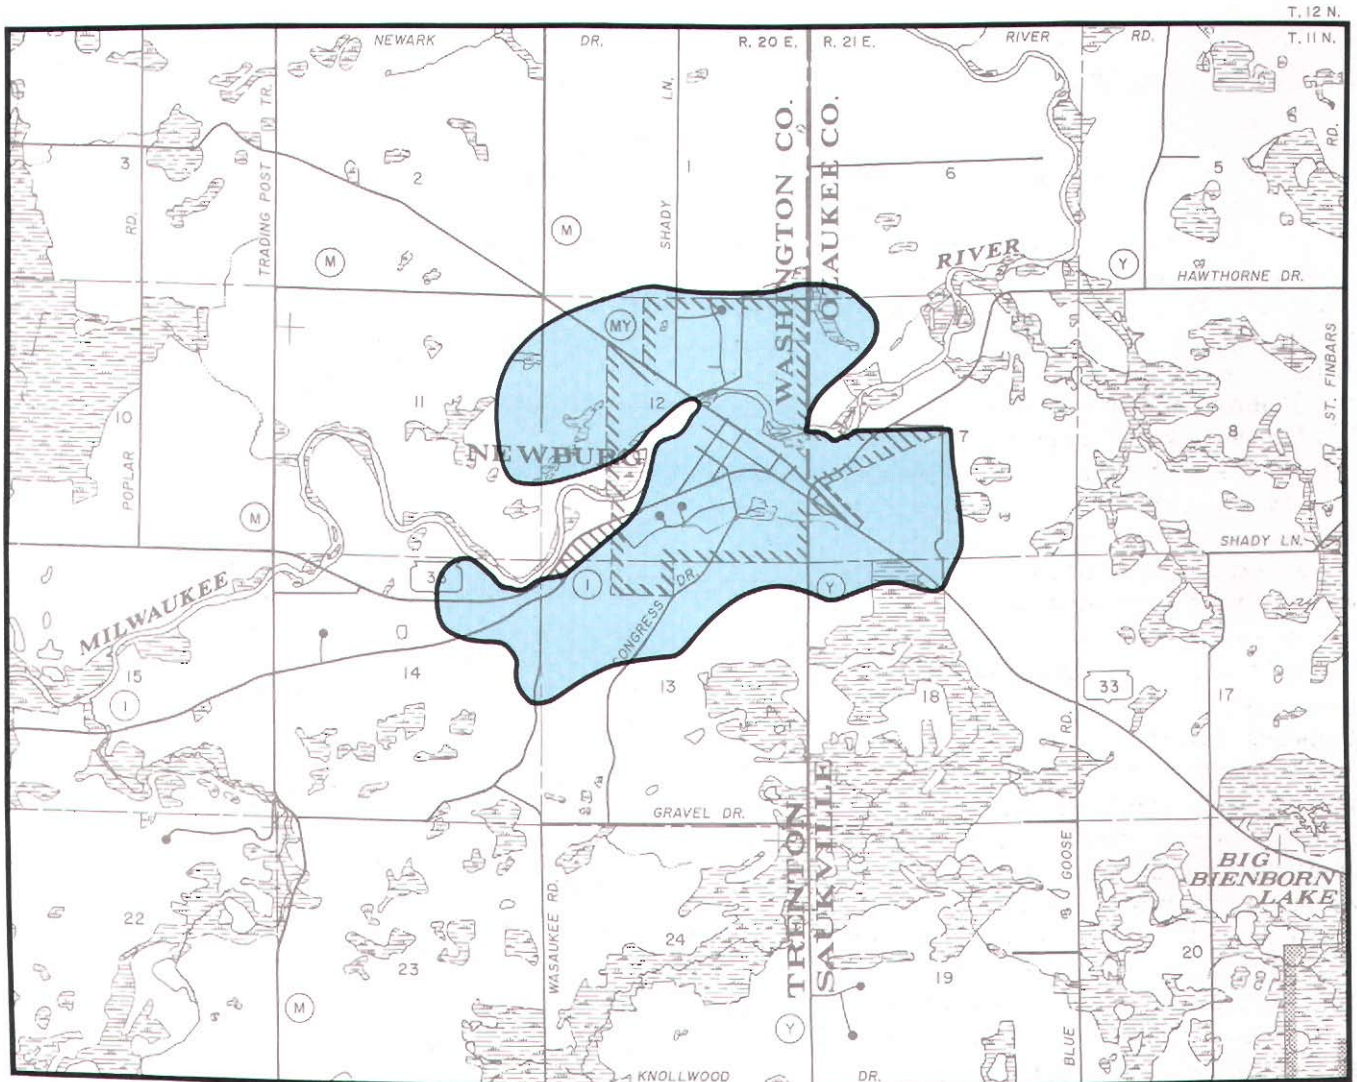 T. 12 N.
T. 11 N.
NEWARK
DR.
R. 20 E.
R. 21 E.
RIVER
RD.
TRADING POST TR.
SHADY LN.
WASHINGTON CO.
OZAUKEE CO.
RD.
3
2
1
6
5
POPLAR RD.
M
M
RIVER
Y
HAWTHORNE DR.
MY
ST. FINBARS
10
11
12
7
8
NEWBURG
M
SHADY LN.
MILWAUKEE
33
I
DR.
Y
CONGRESS
15
14
13
18
33
17
I
RD.
GRAVEL DR.
TRENTON
SAUKVILLE
BLUE GOOSE
BIG
BIENBORN
LAKE
22
23
WASAUKEE RD.
24
19
20
M
Y
KNOLLWOOD
DR.